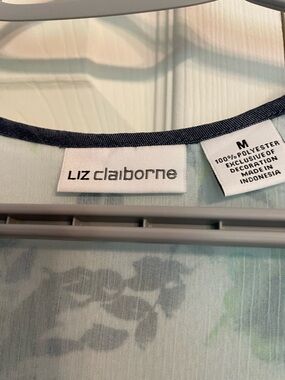 LIZ claiborne
M
100% POLYESTER
EXCLUSIVE OF
DECORATION
MADE IN
INDONESIA